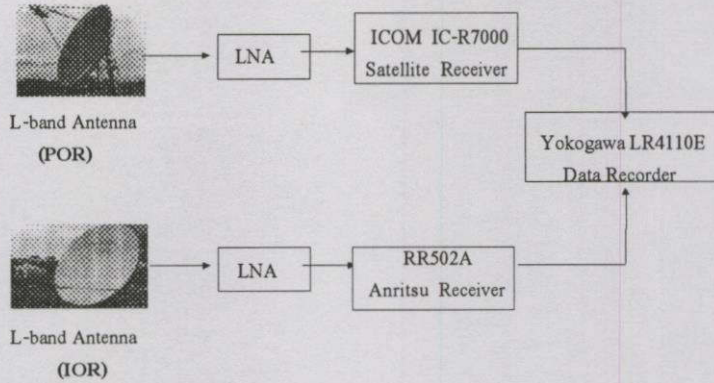 L-band Antenna
(POR)
LNA
ICOM IC-R7000
Satellite Receiver
Yokogawa LR4110E
Data Recorder
L-band Antenna
(IOR)
LNA
RR502A
Anritsu Receiver